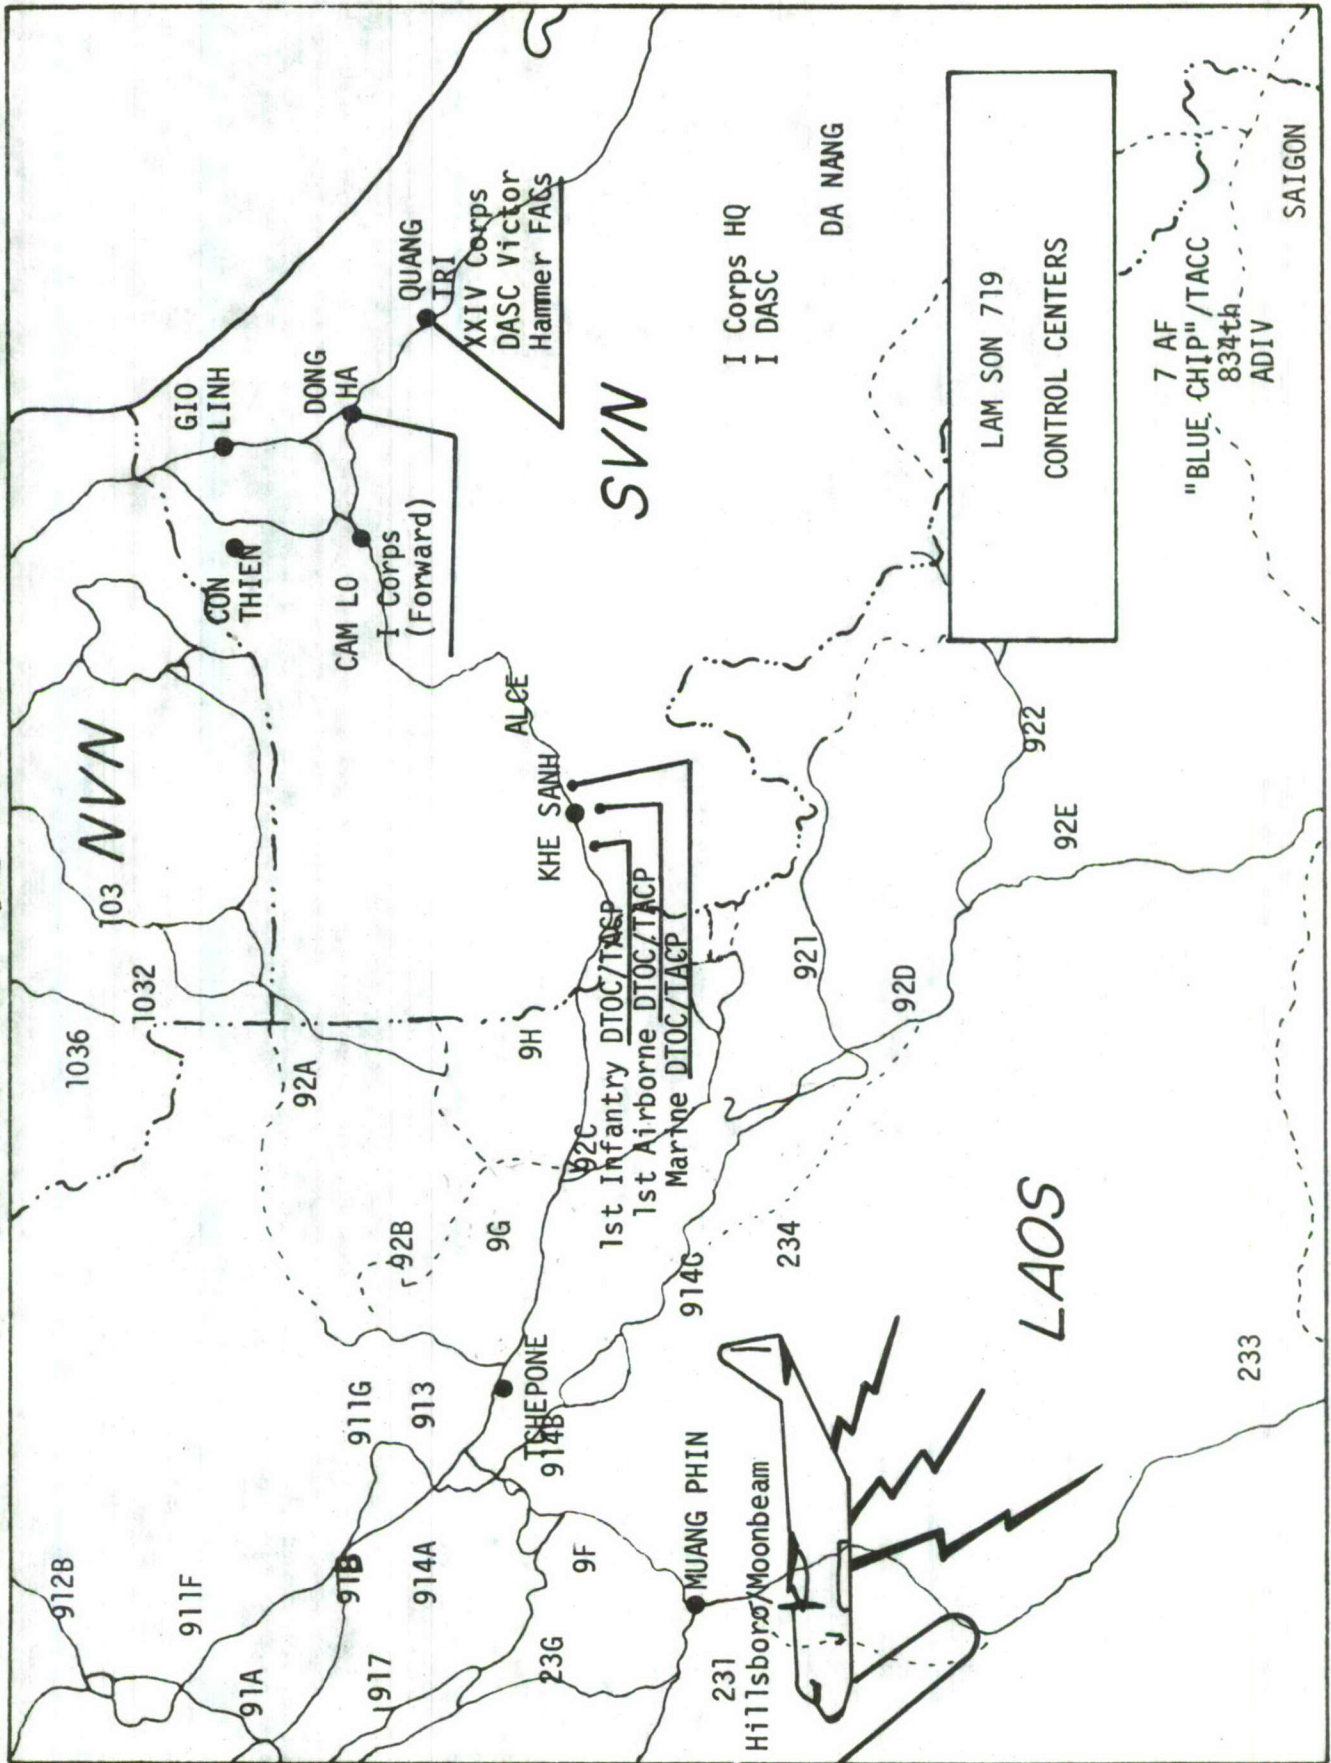 NVN
1036
1032
103
912B
911F
91A
917
91B
914A
911G
913
92A
92B
9G
9H
92C
23G
9F
TCHEPONE
914B
MUANG PHIN
231
Hillsboro/Moonbeam
914G
234
233
LAOS
GIO
LINH
CON
THIEN
DONG
HA
CAM LO
I Corps
(Forward)
QUANG
TRI
XXIV Corps
DASC Victor
Hammer FACs
ALCE
KHE SANH
1st Infantry DTOC/TACP
1st Airborne DTOC/TACP
Marine DTOC/TACP
SVN
I Corps HQ
I DASC
DA NANG
921
92D
922
92E
LAM SON 719
CONTROL CENTERS
7 AF
"BLUE CHIP"/TACC
834th
ADIV
SAIGON